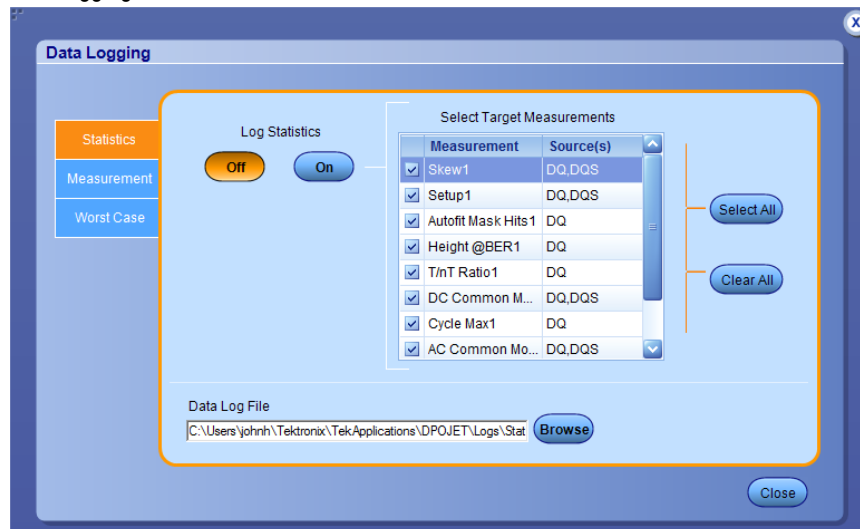 X
Data Logging
Statistics
Measurement
Worst Case
Log Statistics
Off
On
Select Target Measurements
Measurement Source(s)
Skew1 DQ,DQS
Setup1 DQ,DQS
Autofit Mask Hits1 DQ
Height @BER1 DQ
T/nT Ratio1 DQ
DC Common M... DQ,DQS
Cycle Max1 DQ
AC Common Mo... DQ,DQS
Select All
Clear All
Data Log File
C:\Users\johnh\Tektronix\TekApplications\DPOJET\Logs\Stat
Browse
Close